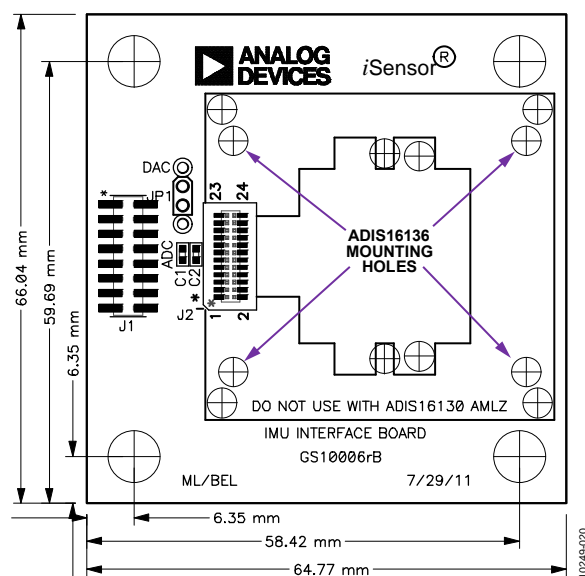 ANALOG
DEVICES
iSensor®
DAC
JP1
*
23 24
ADC
C1
C2
*
*
J2
1 2
J1
ADIS16136
MOUNTING
HOLES
66.04 mm
59.69 mm
6.35 mm
DO NOT USE WITH ADIS16130 AMLZ
IMU INTERFACE BOARD
GS10006rB
ML/BEL
7/29/11
6.35 mm
58.42 mm
64.77 mm
10249-020